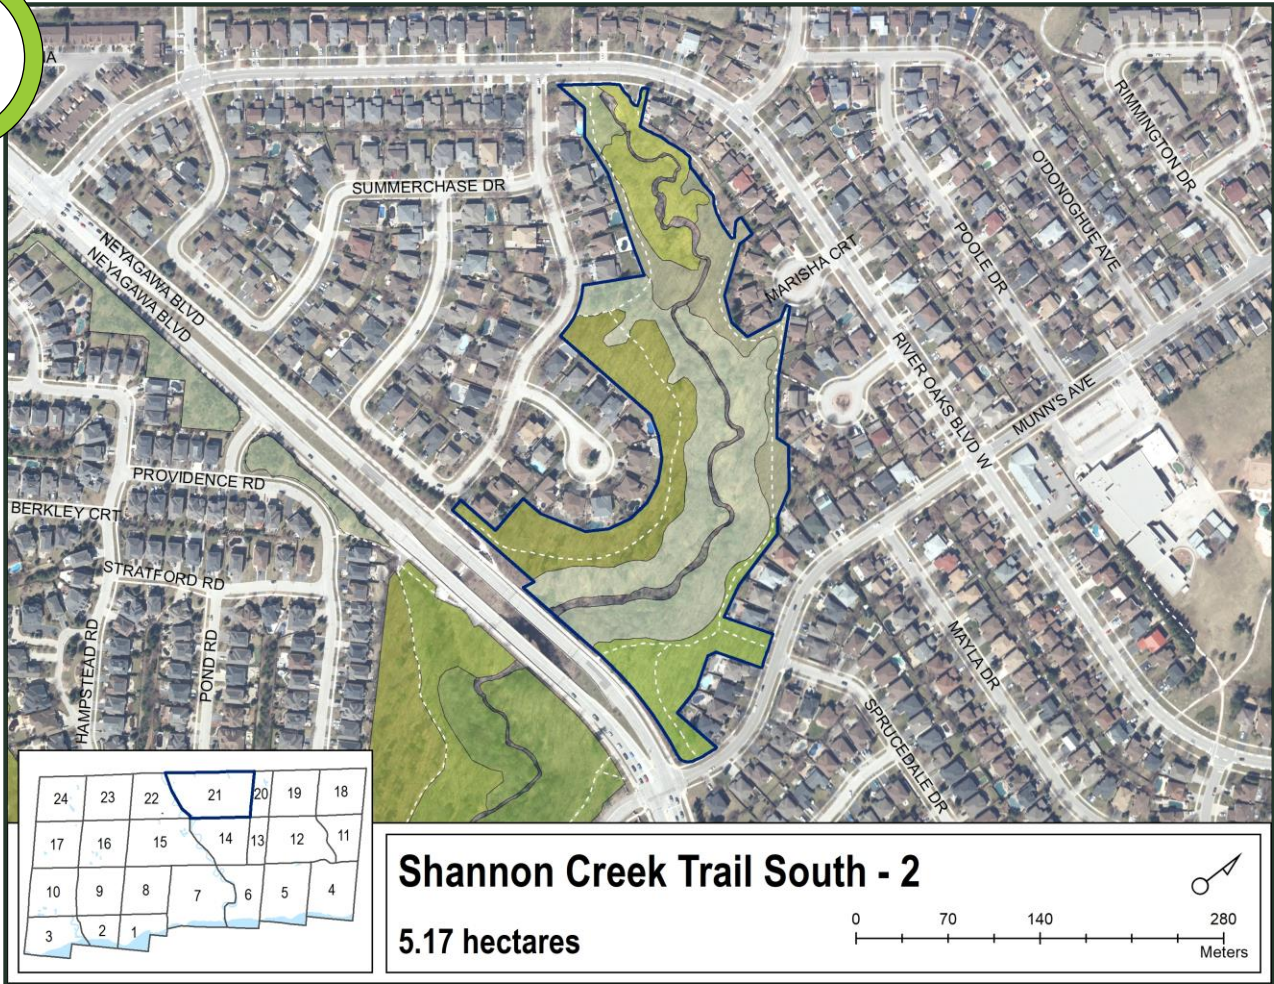 A
SUMMERCHASE DR
NEYAGAWA BLVD
NEYAGAWA BLVD
RIMMINGTON DR
O'DONOGHUE AVE
POOLE DR
MARISHA CRT
RIVER OAKS BLVD W
MUNN'S AVE
PROVIDENCE RD
BERKLEY CRT
STRATFORD RD
HAMPSTEAD RD
POND RD
MAYLA DR
SPRUCEDALE DR
24 23 22 21 20 19 18
17 16 15 14 13 12 11
10 9 8 7 6 5 4
3 2 1
Shannon Creek Trail South - 2
5.17 hectares
0 70 140 280
Meters